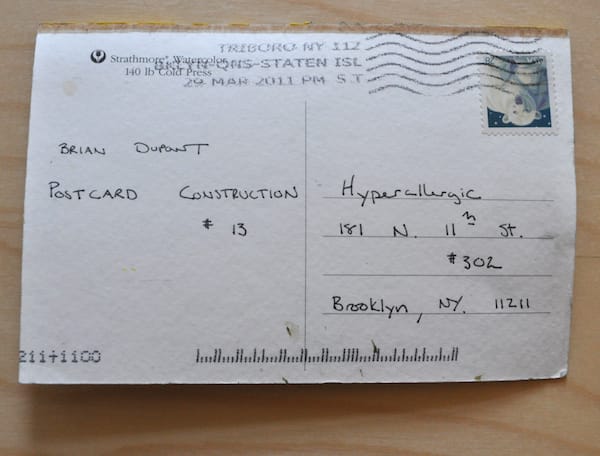 TRIBORO NY 112
Strathmore® Watercolor
140 lb Cold Press
BKLYN-QNS-STATEN ISL
29 MAR 2011 PM 5 T
BRIAN DUPONT
POSTCARD CONSTRUCTION
# 13
Hyperallergic
181 N. 11th St.
#302
Brooklyn, NY. 11211
211+1100